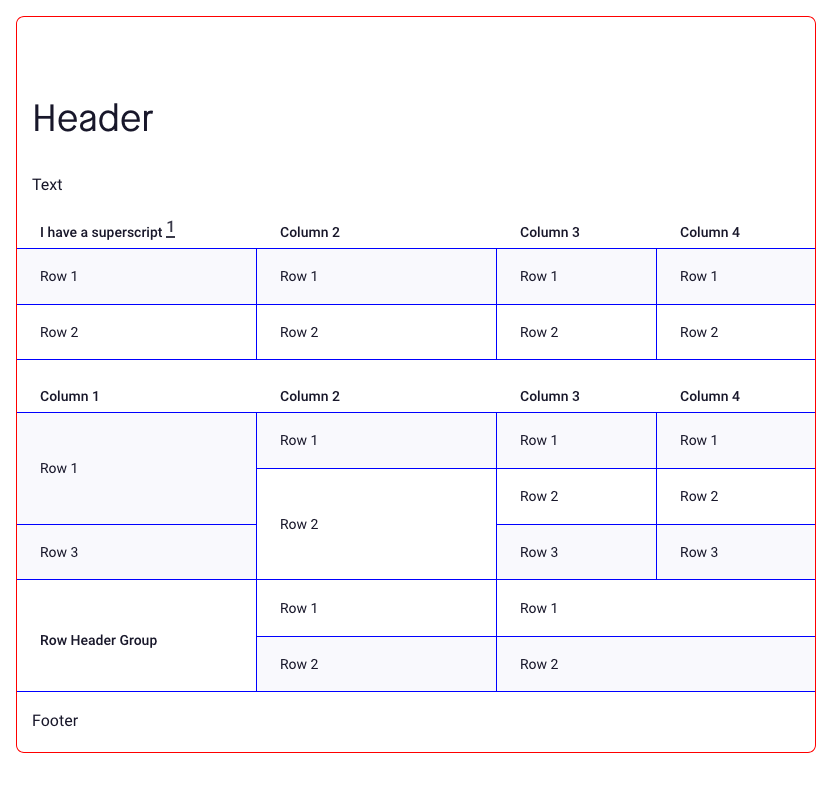 Header
Text
I have a superscript 1 Column 2 Column 3 Column 4
Row 1 Row 1 Row 1 Row 1
Row 2 Row 2 Row 2 Row 2
Column 1 Column 2 Column 3 Column 4
Row 1 Row 1 Row 1 Row 1
Row 2 Row 2 Row 2
Row 3 Row 3 Row 3
Row Header Group Row 1 Row 1
Row 2 Row 2
Footer